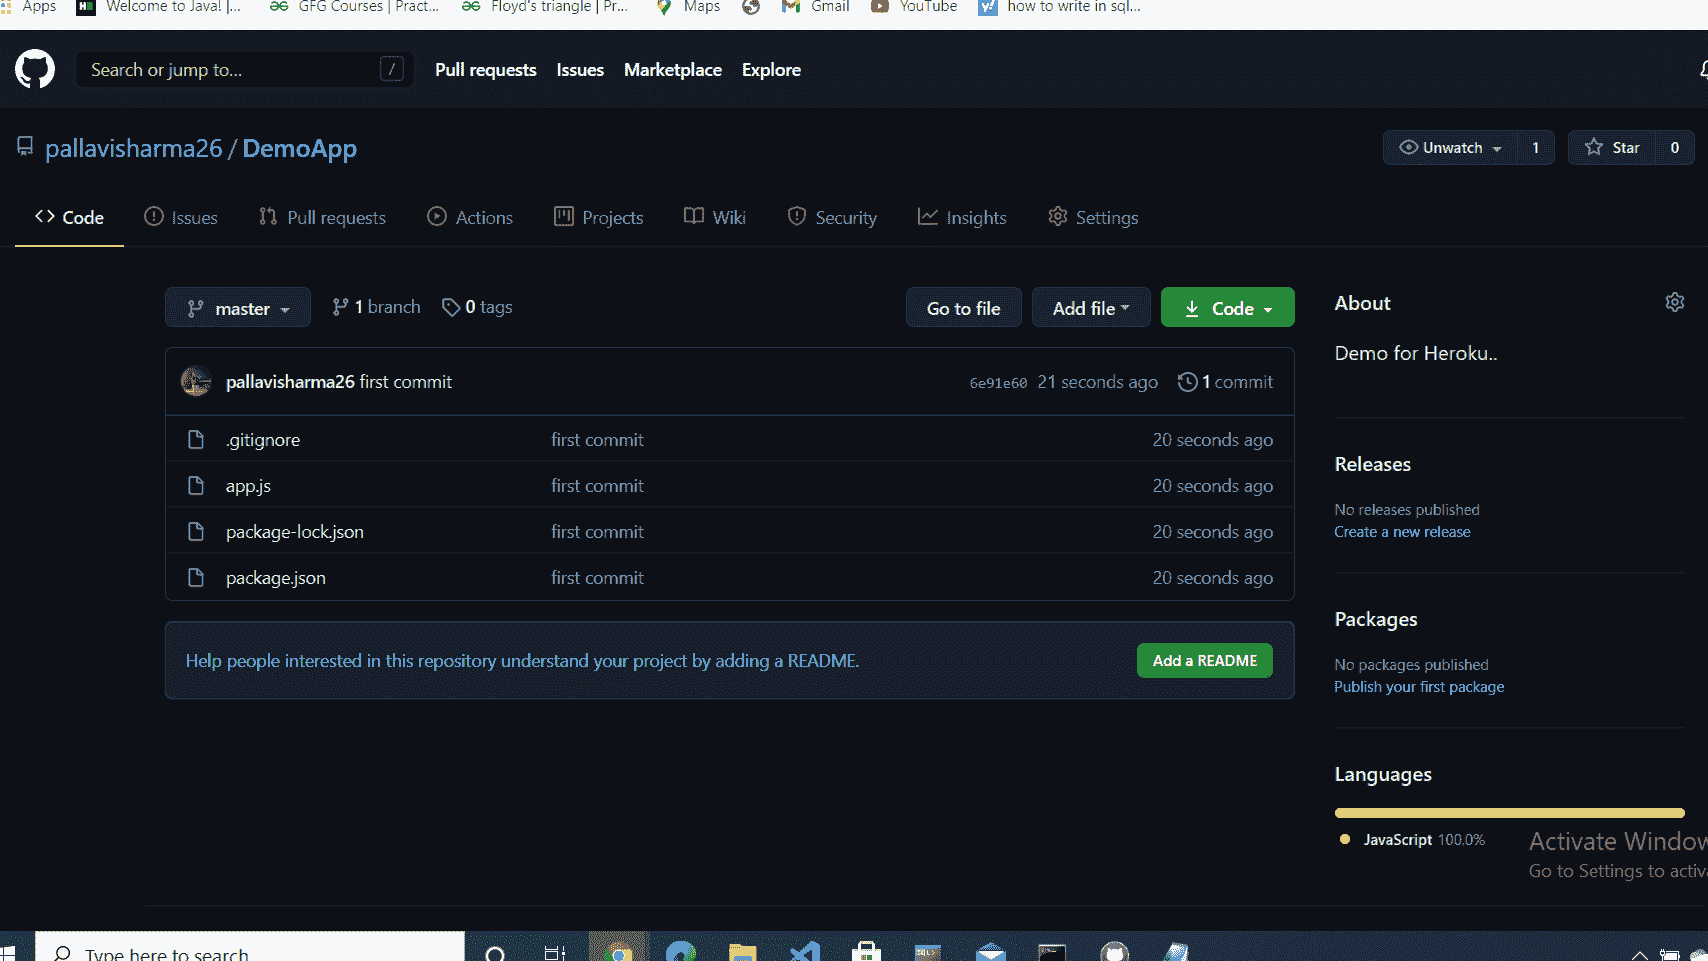 Apps Welcome to Java! |... GFG Courses | Pract... Floyd's triangle | Pr... Maps Gmail YouTube how to write in sql...
Search or jump to... / Pull requests Issues Marketplace Explore
pallavisharma26 / DemoApp Unwatch 1 Star 0
Code Issues Pull requests Actions Projects Wiki Security Insights Settings
master 1 branch 0 tags Go to file Add file Code
pallavisharma26 first commit 6e91e60 21 seconds ago 1 commit
.gitignore first commit 20 seconds ago
app.js first commit 20 seconds ago
package-lock.json first commit 20 seconds ago
package.json first commit 20 seconds ago
Help people interested in this repository understand your project by adding a README. Add a README
About
Demo for Heroku..
Releases
No releases published
Create a new release
Packages
No packages published
Publish your first package
Languages
JavaScript 100.0%
Activate Window
Go to Settings to activa
Type here to search